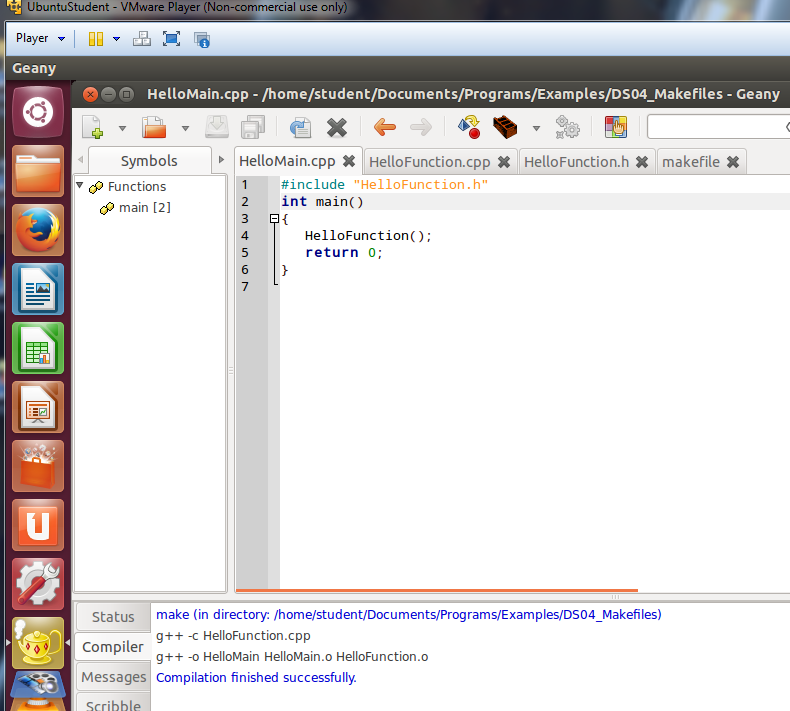 UbuntuStudent - VMware Player (Non-commercial use only)
Player
Geany
HelloMain.cpp - /home/student/Documents/Programs/Examples/DS04_Makefiles - Geany
Symbols
HelloMain.cpp HelloFunction.cpp HelloFunction.h makefile
Functions
main [2]
1 #include "HelloFunction.h"
2 int main()
3 {
4 HelloFunction();
5 return 0;
6 }
7
Status
Compiler
Messages
Scribble
make (in directory: /home/student/Documents/Programs/Examples/DS04_Makefiles)
g++ -c HelloFunction.cpp
g++ -o HelloMain HelloMain.o HelloFunction.o
Compilation finished successfully.